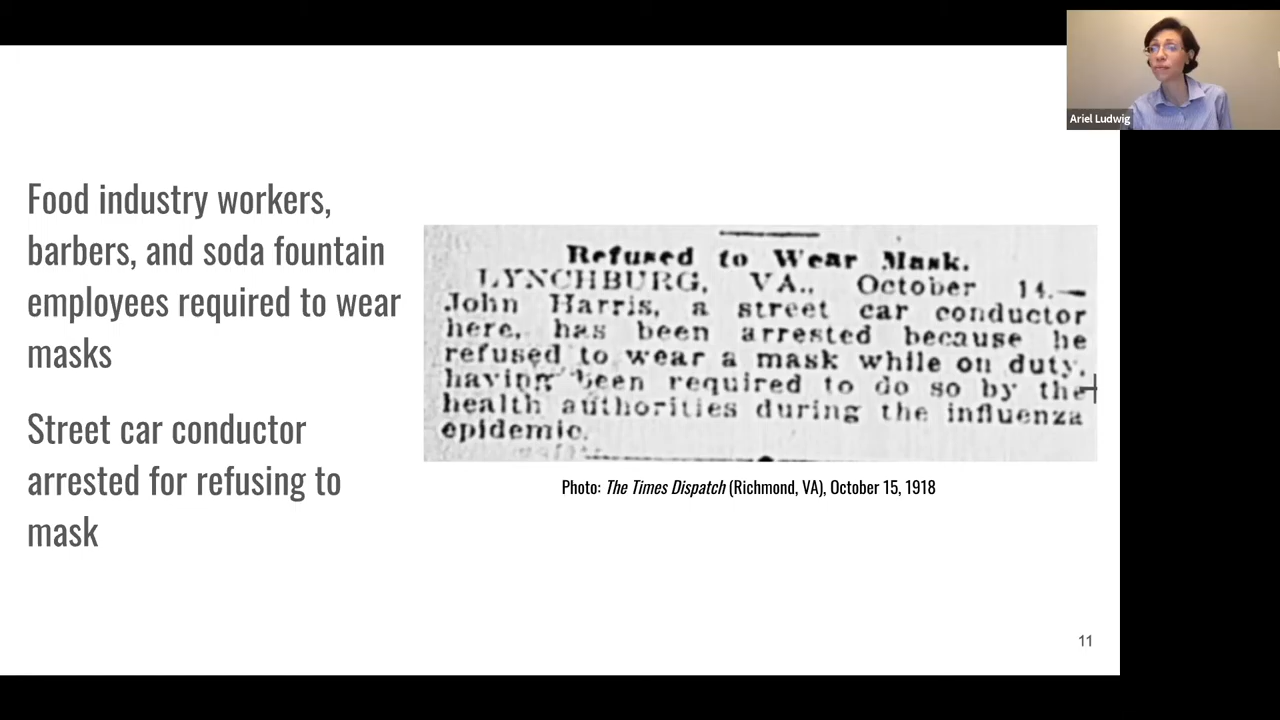 Ariel Ludwig
Food industry workers,
barbers, and soda fountain
employees required to wear
masks
Street car conductor
arrested for refusing to
mask
Refused to Wear Mask.
LYNCHBURG, VA., October 14.—
John Harris, a street car conductor
here, has been arrested because he
refused to wear a mask while on duty,
having been required to do so by the
health authorities during the influenza
epidemic.
Photo: The Times Dispatch (Richmond, VA), October 15, 1918
11